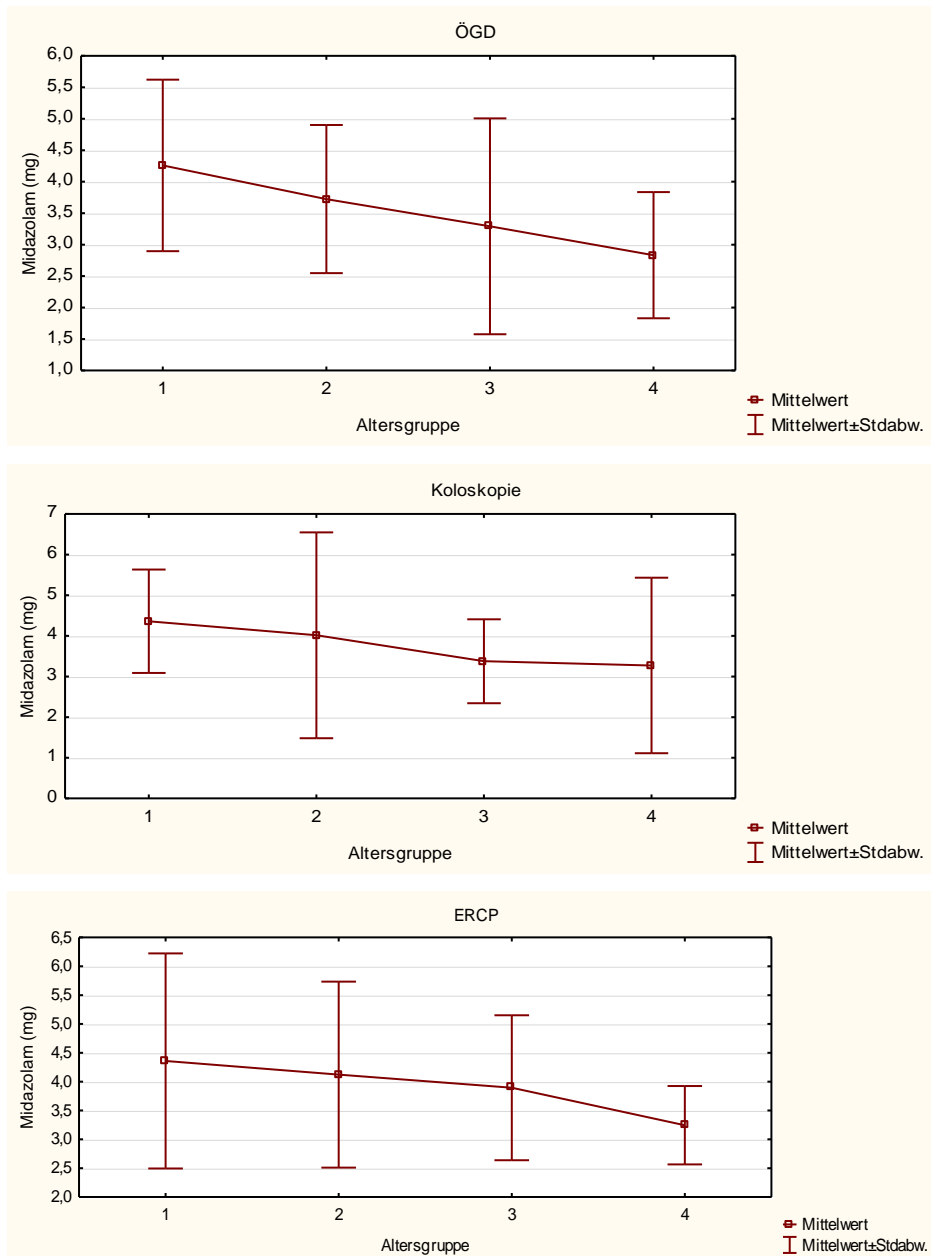 ÖGD
6,0
5,5
5,0
4,5
4,0
3,5
3,0
2,5
2,0
1,5
1,0
Midazolam (mg)
1 2 3 4
Altersgruppe
Mittelwert
Mittelwert±Stdabw.
Koloskopie
7
6
5
4
3
2
1
0
Midazolam (mg)
1 2 3 4
Altersgruppe
Mittelwert
Mittelwert±Stdabw.
ERCP
6,5
6,0
5,5
5,0
4,5
4,0
3,5
3,0
2,5
2,0
Midazolam (mg)
1 2 3 4
Altersgruppe
Mittelwert
Mittelwert±Stdabw.